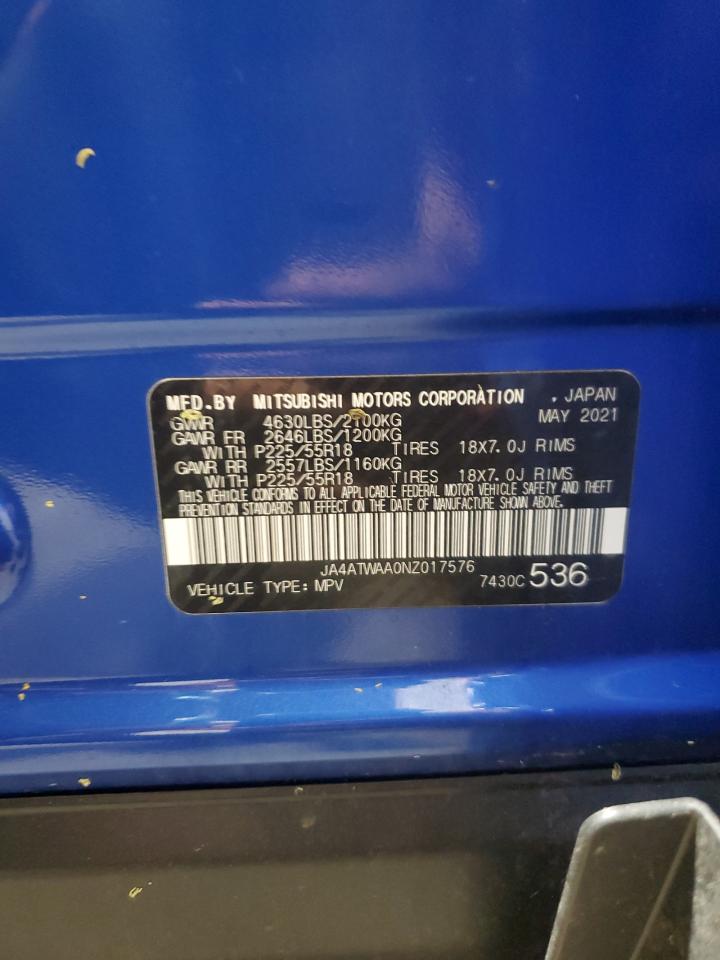 MFD.BY MITSUBISHI MOTORS CORPORATION , JAPAN
GVWR 4630LBS/2100KG MAY 2021
GAWR FR 2646LBS/1200KG
WITH P225/55R18 TIRES 18X7.0J RIMS
GAWR RR 2557LBS/1160KG
WITH P225/55R18 TIRES 18X7.0J RIMS
THIS VEHICLE CONFORMS TO ALL APPLICABLE FEDERAL MOTOR VEHICLE SAFETY AND THEFT
PREVENTION STANDARDS IN EFFECT ON THE DATE OF MANUFACTURE SHOWN ABOVE.
JA4ATWAA0NZ017576
VEHICLE TYPE: MPV 7430C 536